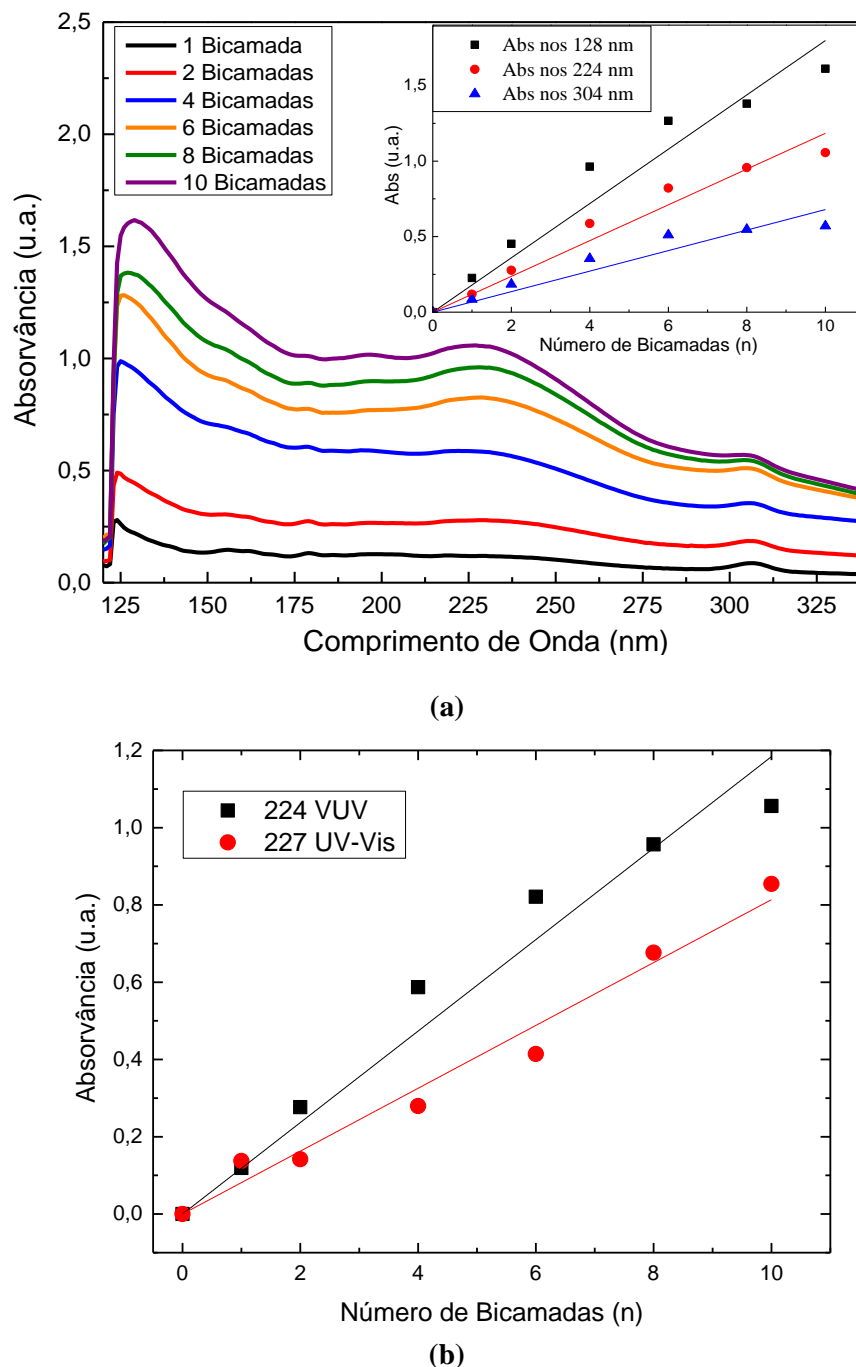 2,5
2,0
1,5
1,0
0,5
0,0
Absorvância (u.a.)
1 Bicamada
2 Bicamadas
4 Bicamadas
6 Bicamadas
8 Bicamadas
10 Bicamadas
Abs nos 128 nm
Abs nos 224 nm
Abs nos 304 nm
1,5
1,0
0,5
0,0
Abs (u.a.)
0 2 4 6 8 10
Número de Bicamadas (n)
125 150 175 200 225 250 275 300 325
Comprimento de Onda (nm)
(a)
1,2
1,0
0,8
0,6
0,4
0,2
0,0
Absorvância (u.a.)
224 VUV
227 UV-Vis
0 2 4 6 8 10
Número de Bicamadas (n)
(b)